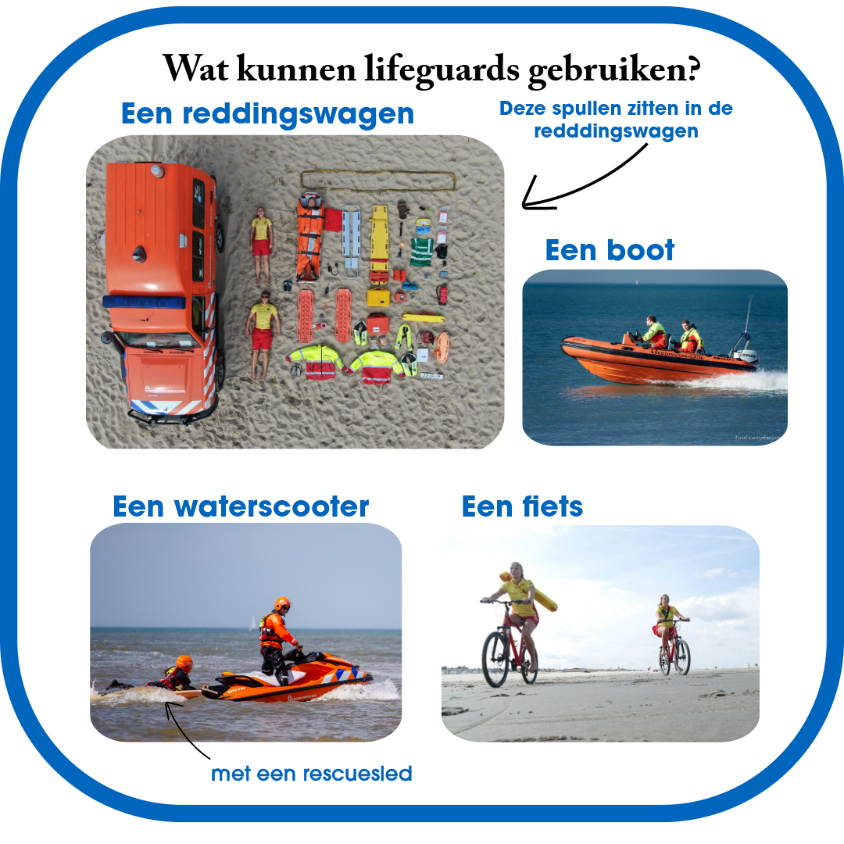 Wat kunnen lifeguards gebruiken?
Een reddingswagen
Deze spullen zitten in de
redddingswagen
Een boot
Een waterscooter
Een fiets
met een rescuesled